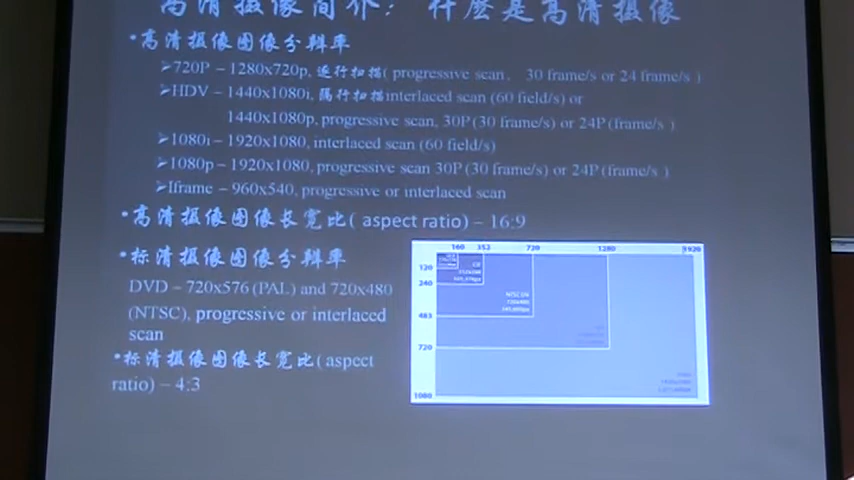 高清摄像简介：什麼是高清摄像
•高清摄像图像分辨率
➢720P – 1280x720p, 逐行扫描( progressive scan, 30 frame/s or 24 frame/s )
➢HDV – 1440x1080i, 隔行扫描interlaced scan (60 field/s) or
1440x1080p, progressive scan, 30P (30 frame/s) or 24P (frame/s )
➢1080i – 1920x1080, interlaced scan (60 field/s)
➢1080p – 1920x1080, progressive scan 30P (30 frame/s) or 24P (frame/s )
➢Iframe – 960x540, progressive or interlaced scan
•高清摄像图像长宽比( aspect ratio) – 16:9
•标清摄像图像分辨率
DVD – 720x576 (PAL) and 720x480
(NTSC), progressive or interlaced
scan
•标清摄像图像长宽比( aspect
ratio) – 4:3
160 352 720 1280 1920
120
240
483
720
1080
NTSC DV
720x480